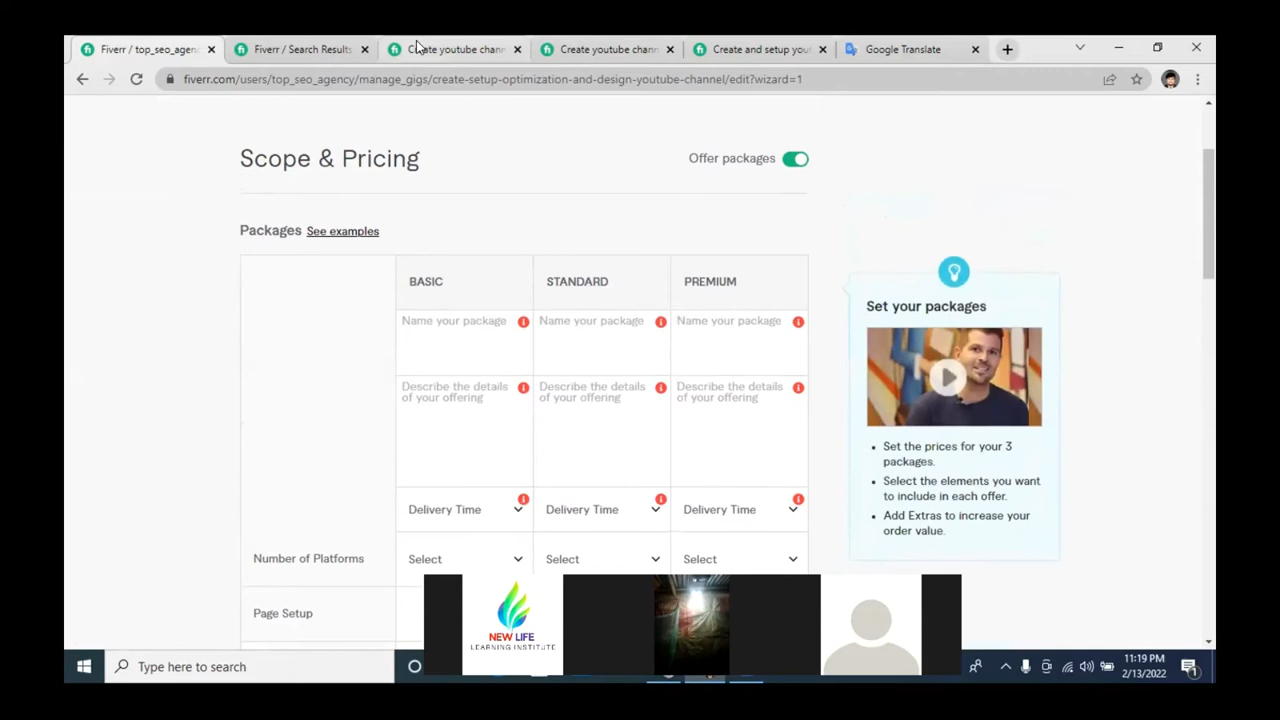 Fiverr / top_seo_agen
Fiverr / Search Results
Create youtube chann
Create youtube chann
Create and setup you
Google Translate
fiverr.com/users/top_seo_agency/manage_gigs/create-setup-optimization-and-design-youtube-channel/edit?wizard=1
Scope & Pricing
Offer packages
Packages See examples
BASIC
STANDARD
PREMIUM
Name your package
Name your package
Name your package
Describe the details
of your offering
Describe the details
of your offering
Describe the details
of your offering
Delivery Time
Delivery Time
Delivery Time
Number of Platforms
Select
Select
Select
Page Setup
Set your packages
• Set the prices for your 3
packages.
• Select the elements you want
to include in each offer.
• Add Extras to increase your
order value.
NEW LIFE
LEARNING INSTITUTE
Type here to search
11:19 PM
2/13/2022
1